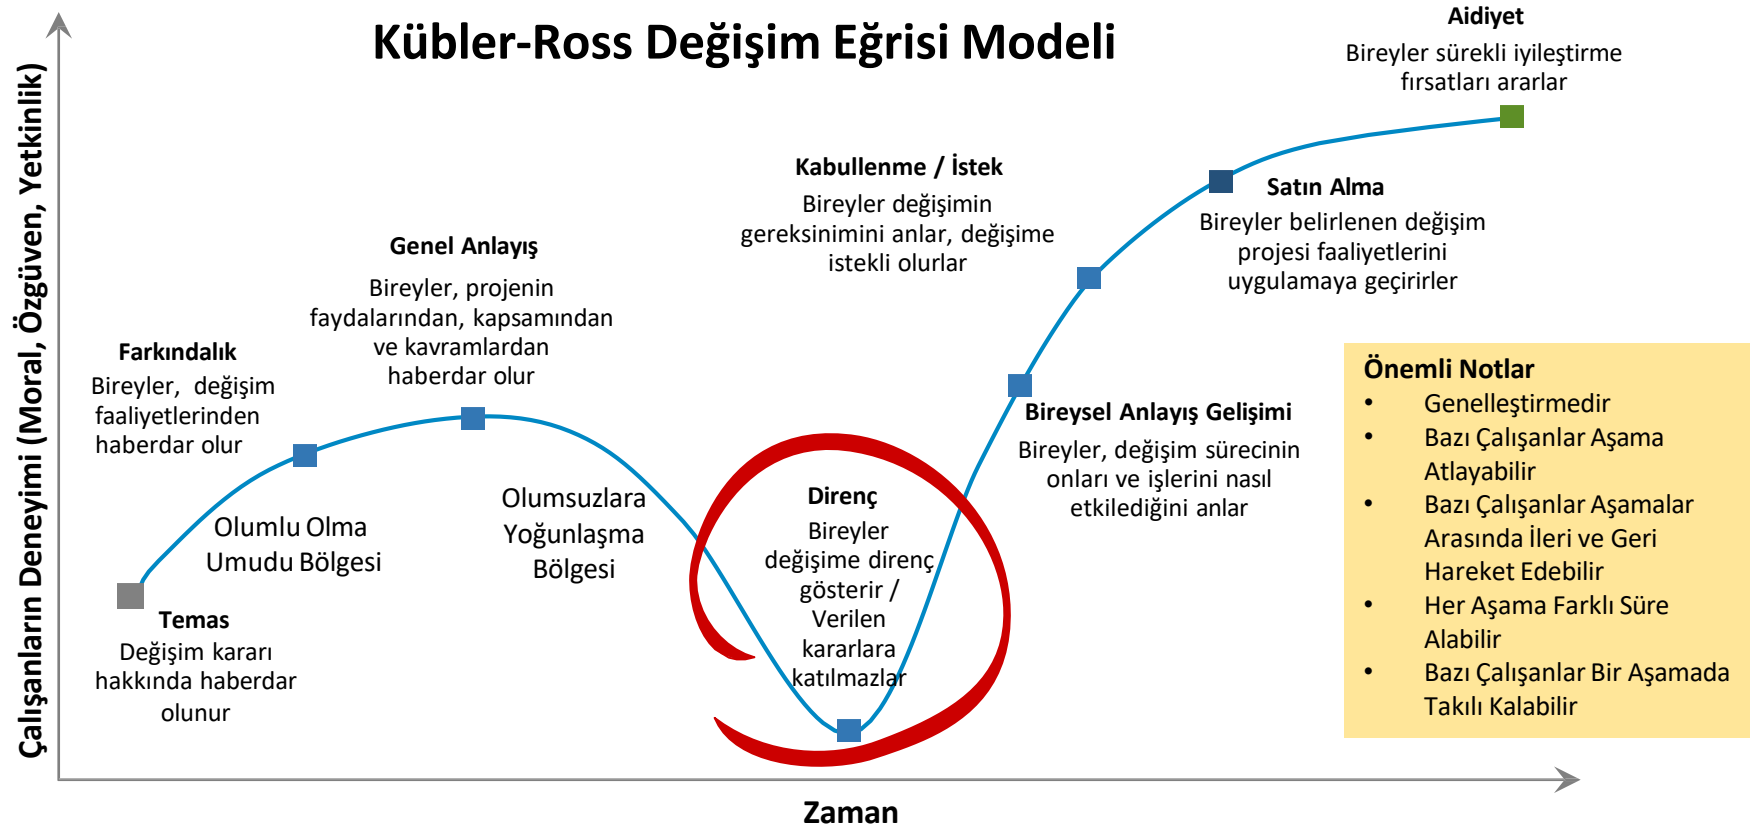 Kübler-Ross Değişim Eğrisi Modeli
Çalışanların Deneyimi (Moral, Özgüven, Yetkinlik)
Temas
Değişim kararı
hakkında haberdar
olunur
Farkındalık
Bireyler, değişim
faaliyetlerinden
haberdar olur
Olumlu Olma
Umudu Bölgesi
Genel Anlayış
Bireyler, projenin
faydalarından, kapsamından
ve kavramlardan
haberdar olur
Olumsuzlara
Yoğunlaşma
Bölgesi
Direnç
Bireyler
değişime direnç
gösterir /
Verilen
kararlara
katılmazlar
Bireysel Anlayış Gelişimi
Bireyler, değişim sürecinin
onları ve işlerini nasıl
etkilediğini anlar
Kabullenme / İstek
Bireyler değişimin
gereksinimini anlar, değişime
istekli olurlar
Satın Alma
Bireyler belirlenen değişim
projesi faaliyetlerini
uygulamaya geçirirler
Aidiyet
Bireyler sürekli iyileştirme
fırsatları ararlar
Önemli Notlar
• Genelleştirmedir
• Bazı Çalışanlar Aşama
Atlayabilir
• Bazı Çalışanlar Aşamalar
Arasında İleri ve Geri
Hareket Edebilir
• Her Aşama Farklı Süre
Alabilir
• Bazı Çalışanlar Bir Aşamada
Takılı Kalabilir
Zaman